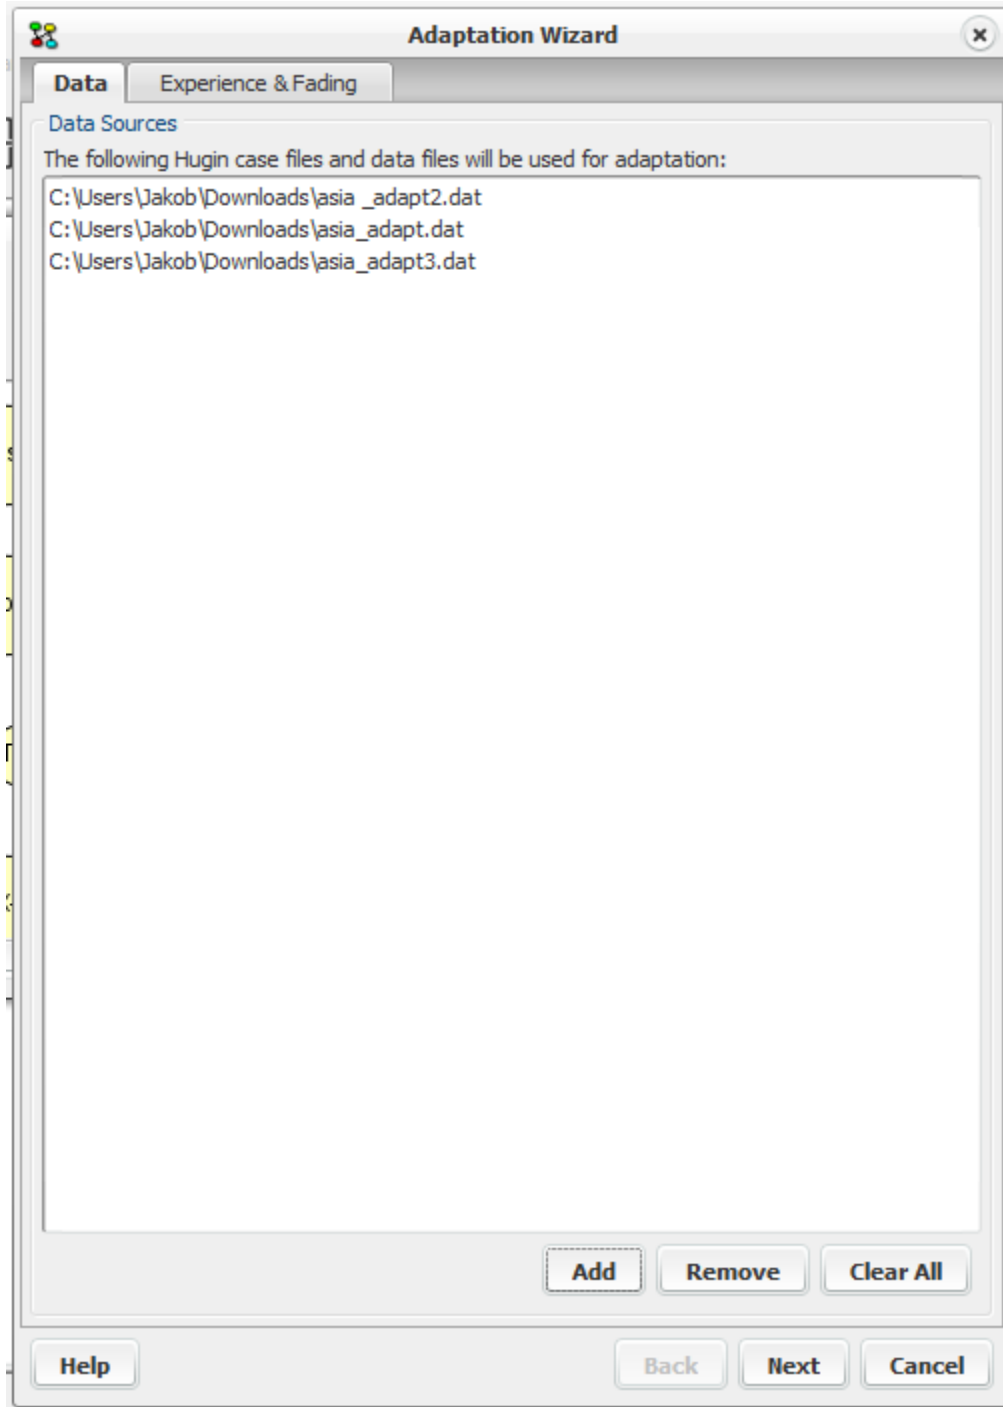 Adaptation Wizard
Data Experience & Fading
Data Sources
The following Hugin case files and data files will be used for adaptation:
C:\Users\Jakob\Downloads\asia _adapt2.dat
C:\Users\Jakob\Downloads\asia_adapt.dat
C:\Users\Jakob\Downloads\asia_adapt3.dat
Add Remove Clear All
Help Back Next Cancel